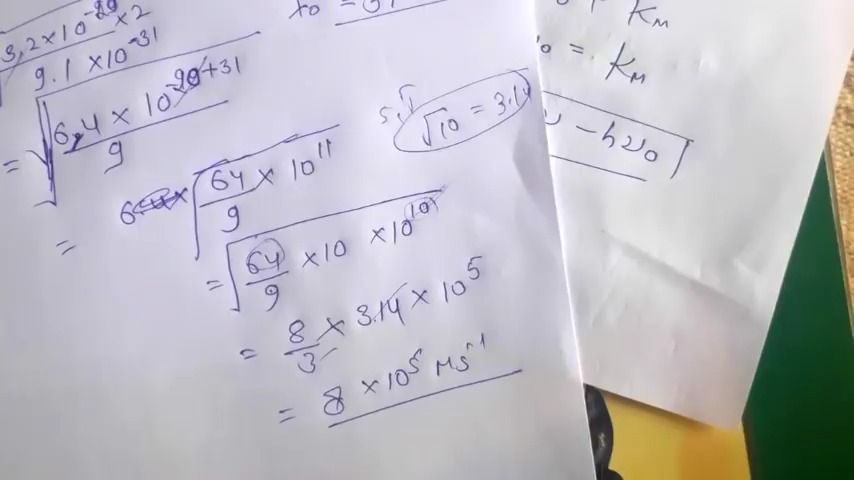 3.2 × 10⁻²⁰ × 2
9.1 × 10⁻³¹
= √ 6.4 × 10⁻²⁰⁺³¹
9
√10 = 3.14
= √ 64 × 10¹¹
9
= √ 64 × 10 × 10¹⁰
9
= 8/3 × 3.14 × 10⁵
= 8 × 10⁵ Ms⁻¹
KM
= KM
- hν₀